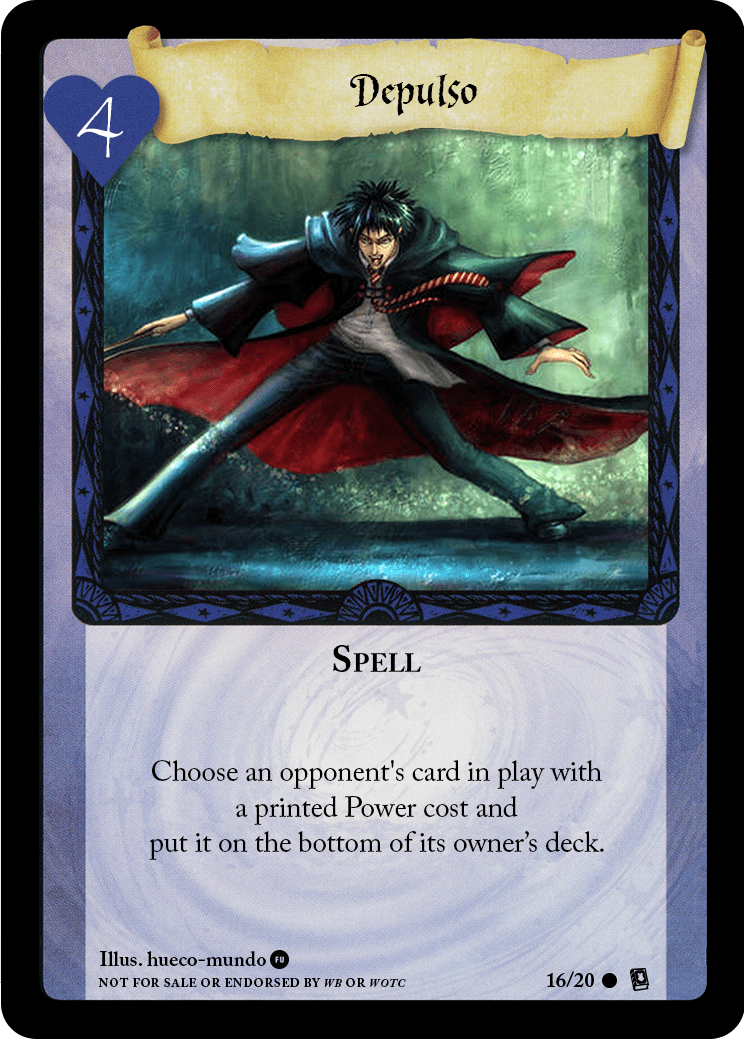 Depulso
4
Spell
Choose an opponent's card in play with
a printed Power cost and
put it on the bottom of its owner’s deck.
Illus. hueco-mundo FU
NOT FOR SALE OR ENDORSED BY WB OR WOTC
16/20